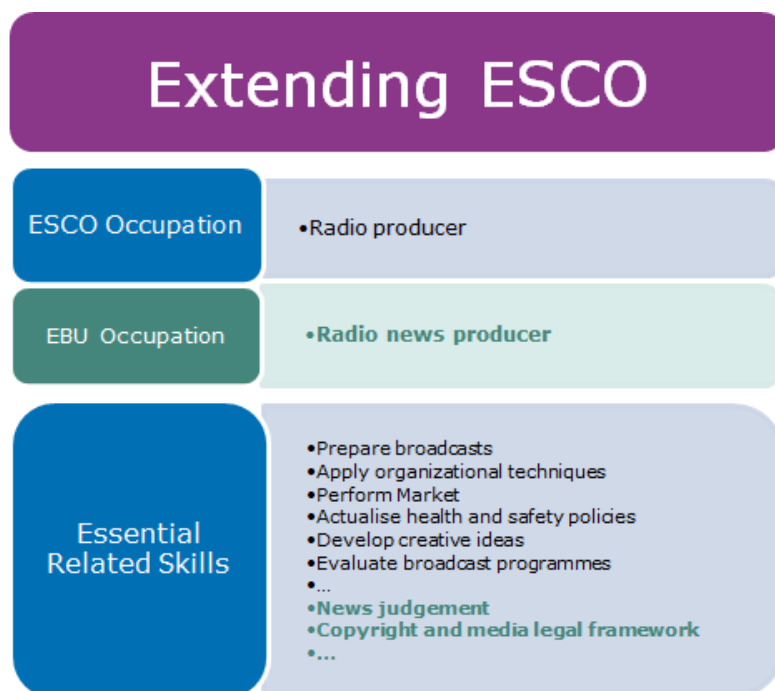 Extending ESCO
ESCO Occupation
•Radio producer
EBU Occupation
•Radio news producer
Essential
Related Skills
•Prepare broadcasts
•Apply organizational techniques
•Perform Market
•Actualise health and safety policies
•Develop creative ideas
•Evaluate broadcast programmes
•...
•News judgement
•Copyright and media legal framework
•...